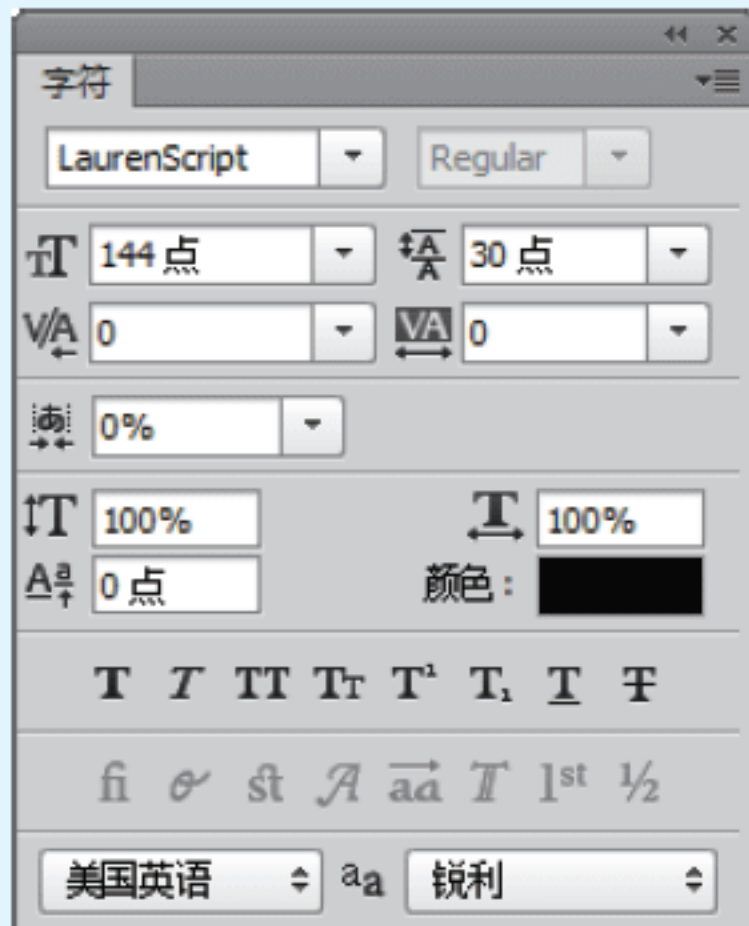 字符
LaurenScript Regular
144 点 30 点
0 0
0%
100% 100%
0 点 颜色：
T T TT Tт T¹ T₁ T T
fi st A aa T 1st ½
美国英语 aa 锐利